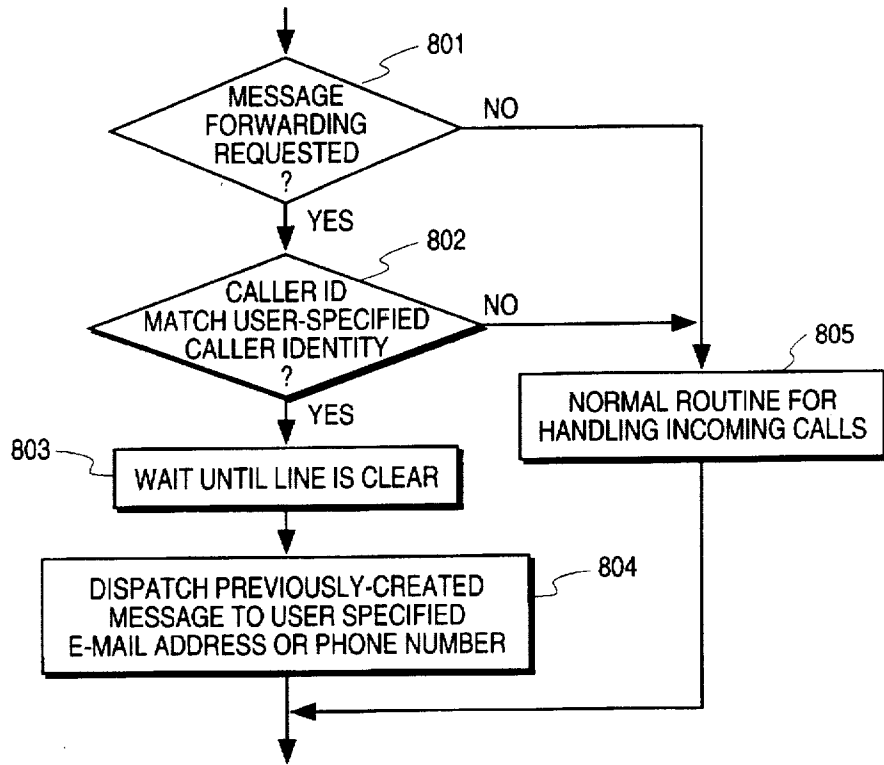 801
MESSAGE
FORWARDING
REQUESTED
?
NO
YES
802
CALLER ID
MATCH USER-SPECIFIED
CALLER IDENTITY
?
NO
YES
805
NORMAL ROUTINE FOR
HANDLING INCOMING CALLS
803
WAIT UNTIL LINE IS CLEAR
804
DISPATCH PREVIOUSLY-CREATED
MESSAGE TO USER SPECIFIED
E-MAIL ADDRESS OR PHONE NUMBER